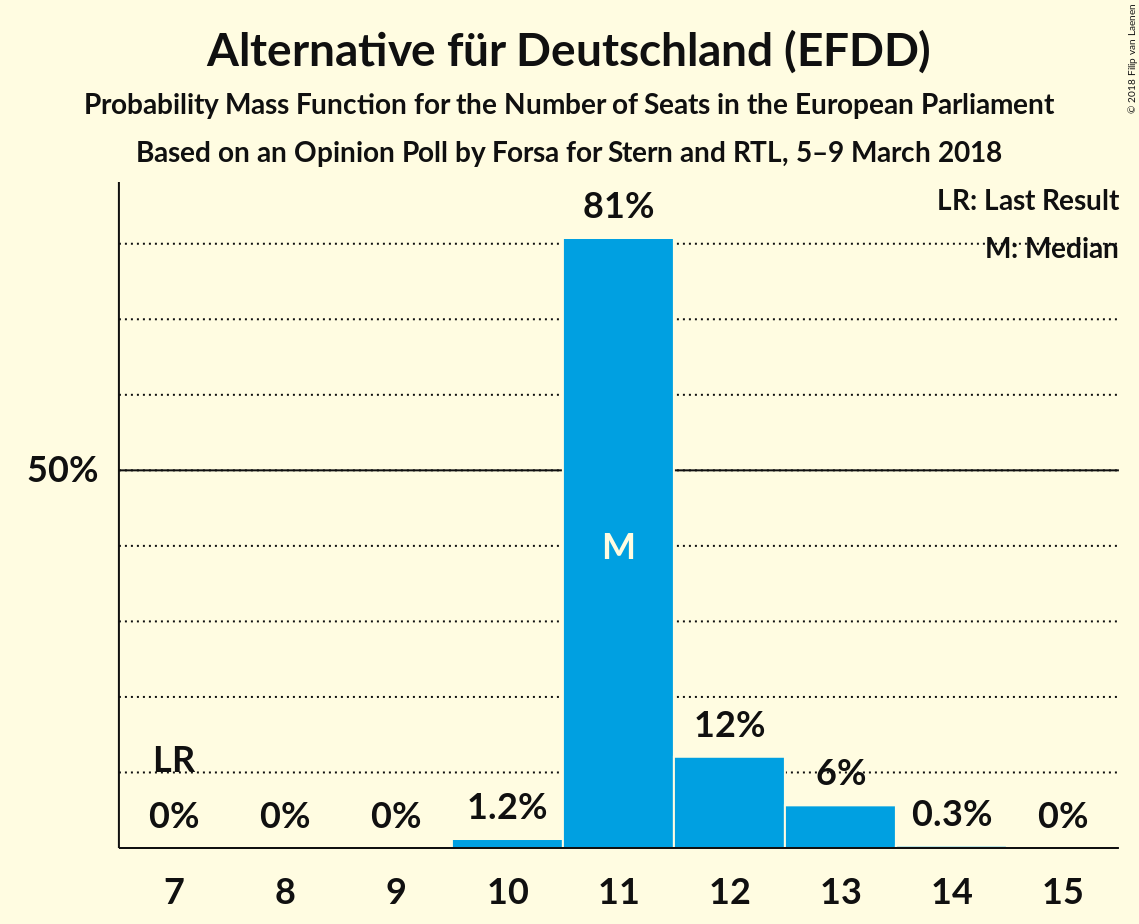 Alternative für Deutschland (EFDD)
Probability Mass Function for the Number of Seats in the European Parliament
Based on an Opinion Poll by Forsa for Stern and RTL, 5–9 March 2018
© 2018 Filip van Laenen
LR: Last Result
M: Median
81%
50%
M
12%
LR
6%
0%
0%
0%
1.2%
0.3%
0%
7 8 9 10 11 12 13 14 15